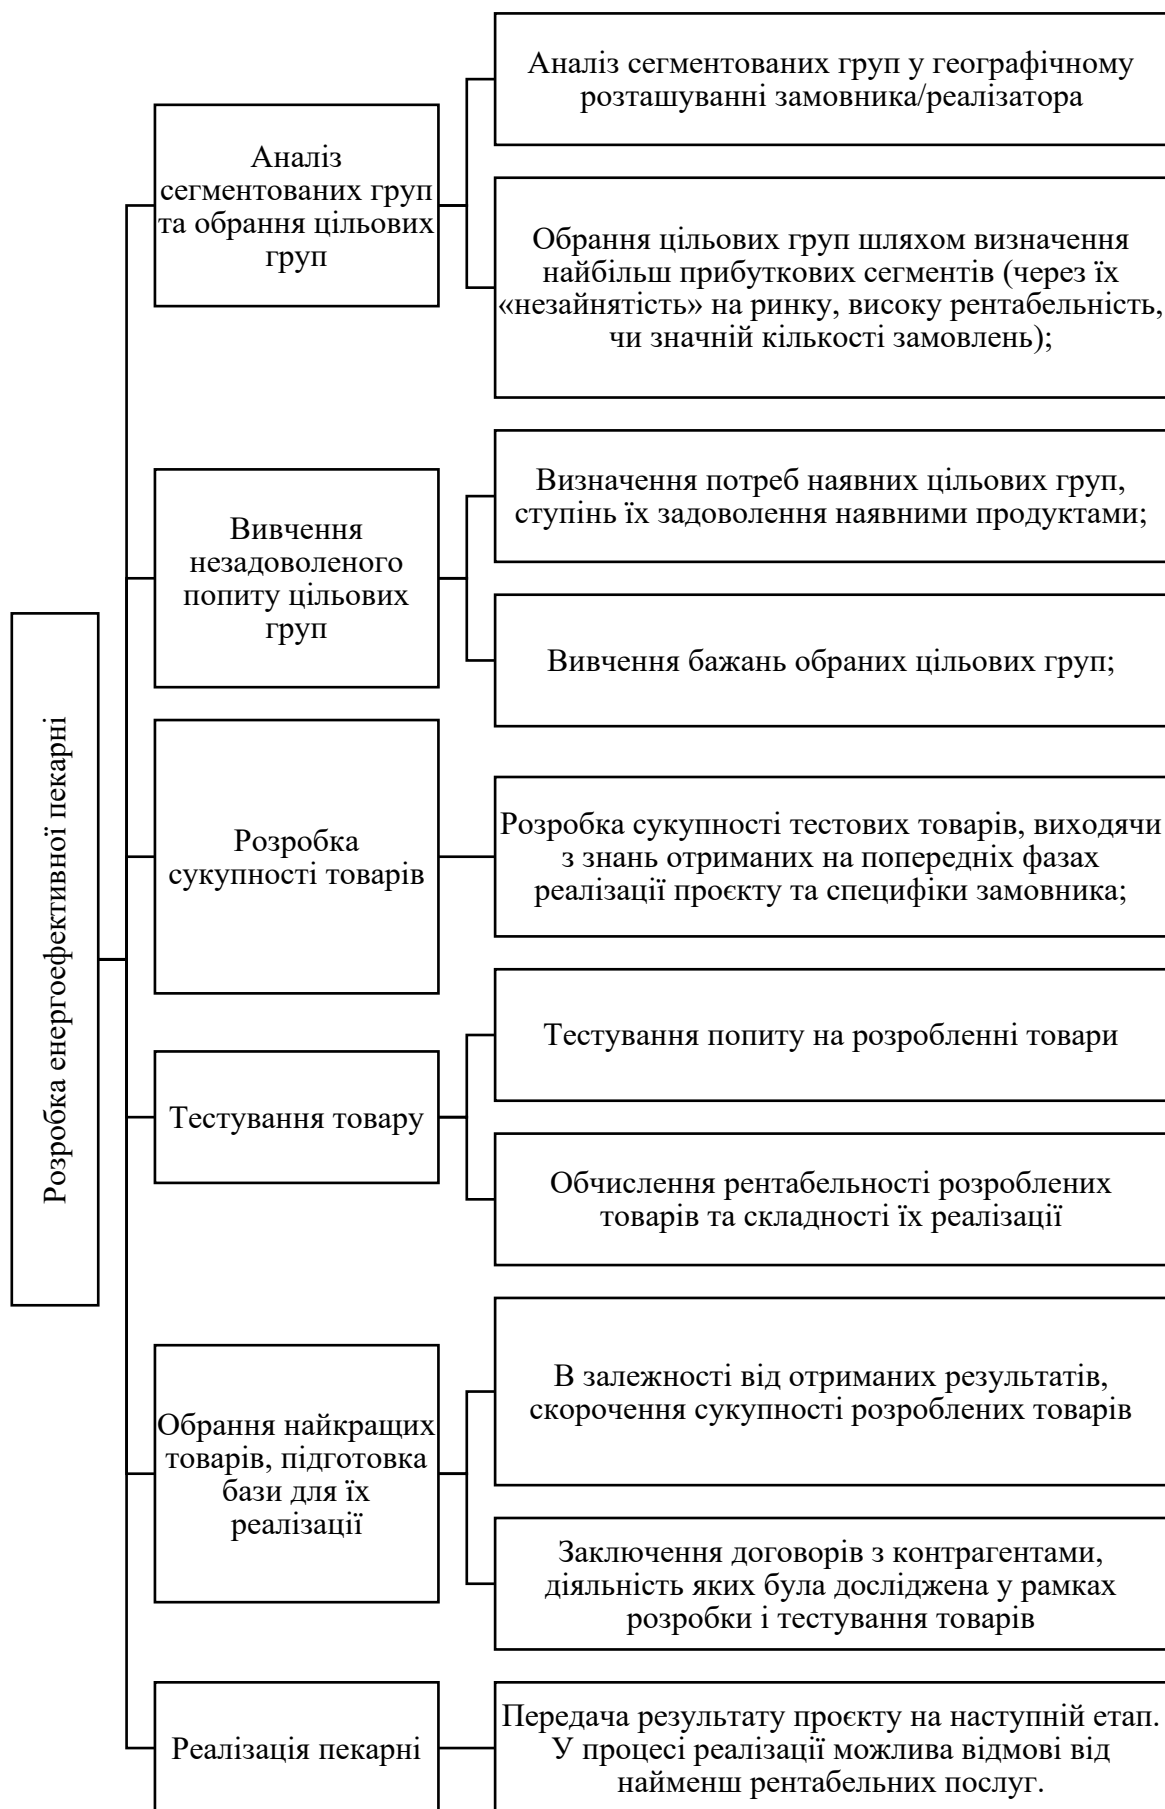 Розробка енергоефективної пекарні
Аналіз
сегментованих груп
та обрання цільових
груп
Аналіз сегментованих груп у географічному
розташуванні замовника/реалізатора
Обрання цільових груп шляхом визначення
найбільш прибуткових сегментів (через їх
«незайнятість» на ринку, високу рентабельність,
чи значній кількості замовлень);
Вивчення
незадоволеного
попиту цільових
груп
Визначення потреб наявних цільових груп,
ступінь їх задоволення наявними продуктами;
Вивчення бажань обраних цільових груп;
Розробка
сукупності товарів
Розробка сукупності тестових товарів, виходячи
з знань отриманих на попередніх фазах
реалізації проєкту та специфіки замовника;
Тестування товару
Тестування попиту на розробленні товари
Обчислення рентабельності розроблених
товарів та складності їх реалізації
Обрання найкращих
товарів, підготовка
бази для їх
реалізації
В залежності від отриманих результатів,
скорочення сукупності розроблених товарів
Заключення договорів з контрагентами,
діяльність яких була досліджена у рамках
розробки і тестування товарів
Реалізація пекарні
Передача результату проєкту на наступній етап.
У процесі реалізації можлива відмові від
найменш рентабельних послуг.